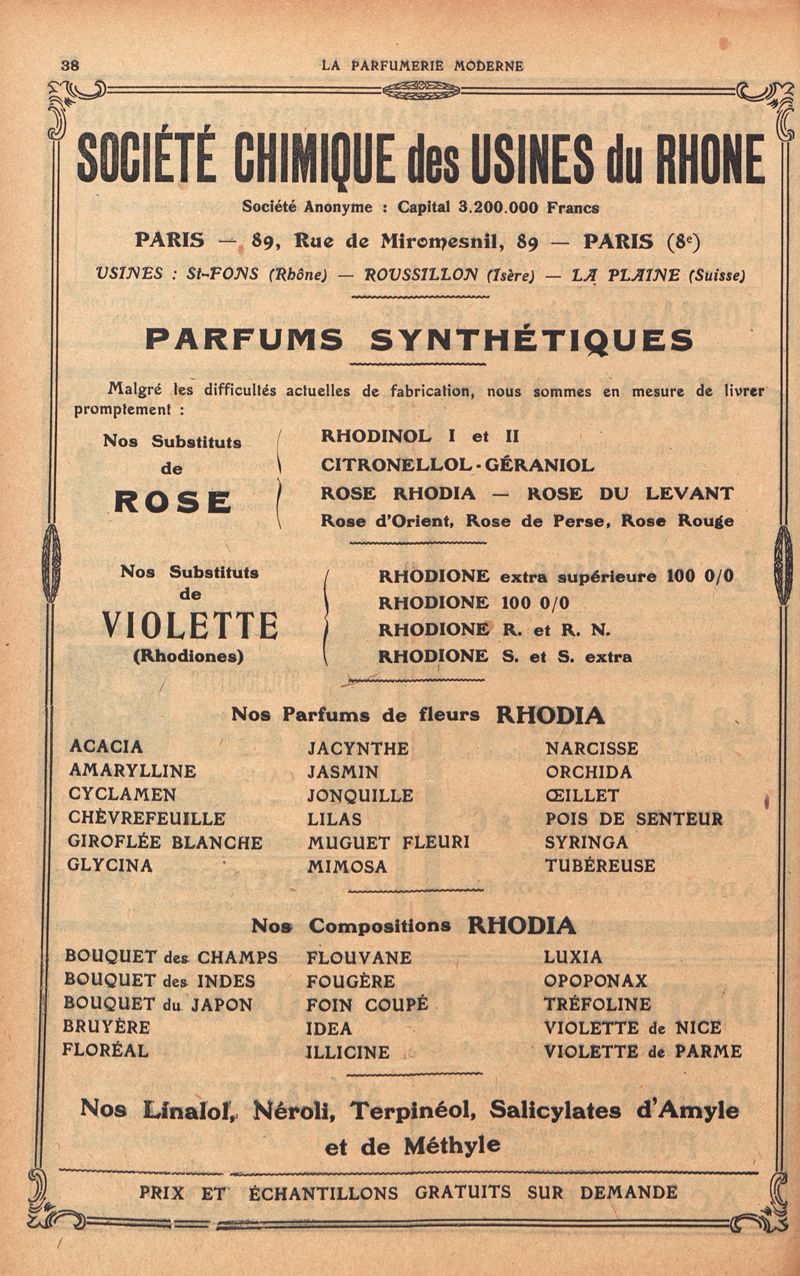 38
LA PARFUMERIE MODERNE
SOCIÉTÉ CHIMIQUE des USINES du RHONE
Société Anonyme : Capital 3.200.000 Francs
PARIS — 89, Rue de Miromesnil, 89 — PARIS (8e)
USINES : St-FONS (Rhône) — ROUSSILLON (Isère) — LA PLAINE (Suisse)
PARFUMS SYNTHÉTIQUES
Malgré les difficultés actuelles de fabrication, nous sommes en mesure de livrer
promptement :
Nos Substituts
de
ROSE
RHODINOL I et II
CITRONELLOL-GÉRANIOL
ROSE RHODIA — ROSE DU LEVANT
Rose d'Orient, Rose de Perse, Rose Rouge
Nos Substituts
de
VIOLETTE
(Rhodiones)
RHODIONE extra supérieure 100 0/0
RHODIONE 100 0/0
RHODIONE R. et R. N.
RHODIONE S. et S. extra
Nos Parfums de fleurs RHODIA
ACACIA JACYNTHE NARCISSE
AMARYLLINE JASMIN ORCHIDA
CYCLAMEN JONQUILLE ŒILLET
CHÈVREFEUILLE LILAS POIS DE SENTEUR
GIROFLÉE BLANCHE MUGUET FLEURI SYRINGA
GLYCINA MIMOSA TUBÉREUSE
Nos Compositions RHODIA
BOUQUET des CHAMPS FLOUVANE LUXIA
BOUQUET des INDES FOUGÈRE OPOPONAX
BOUQUET du JAPON FOIN COUPÉ TRÉFOLINE
BRUYÈRE IDEA VIOLETTE de NICE
FLORÉAL ILLICINE VIOLETTE de PARME
Nos Linalol, Néroli, Terpinéol, Salicylates d'Amyle
et de Méthyle
PRIX ET ÉCHANTILLONS GRATUITS SUR DEMANDE